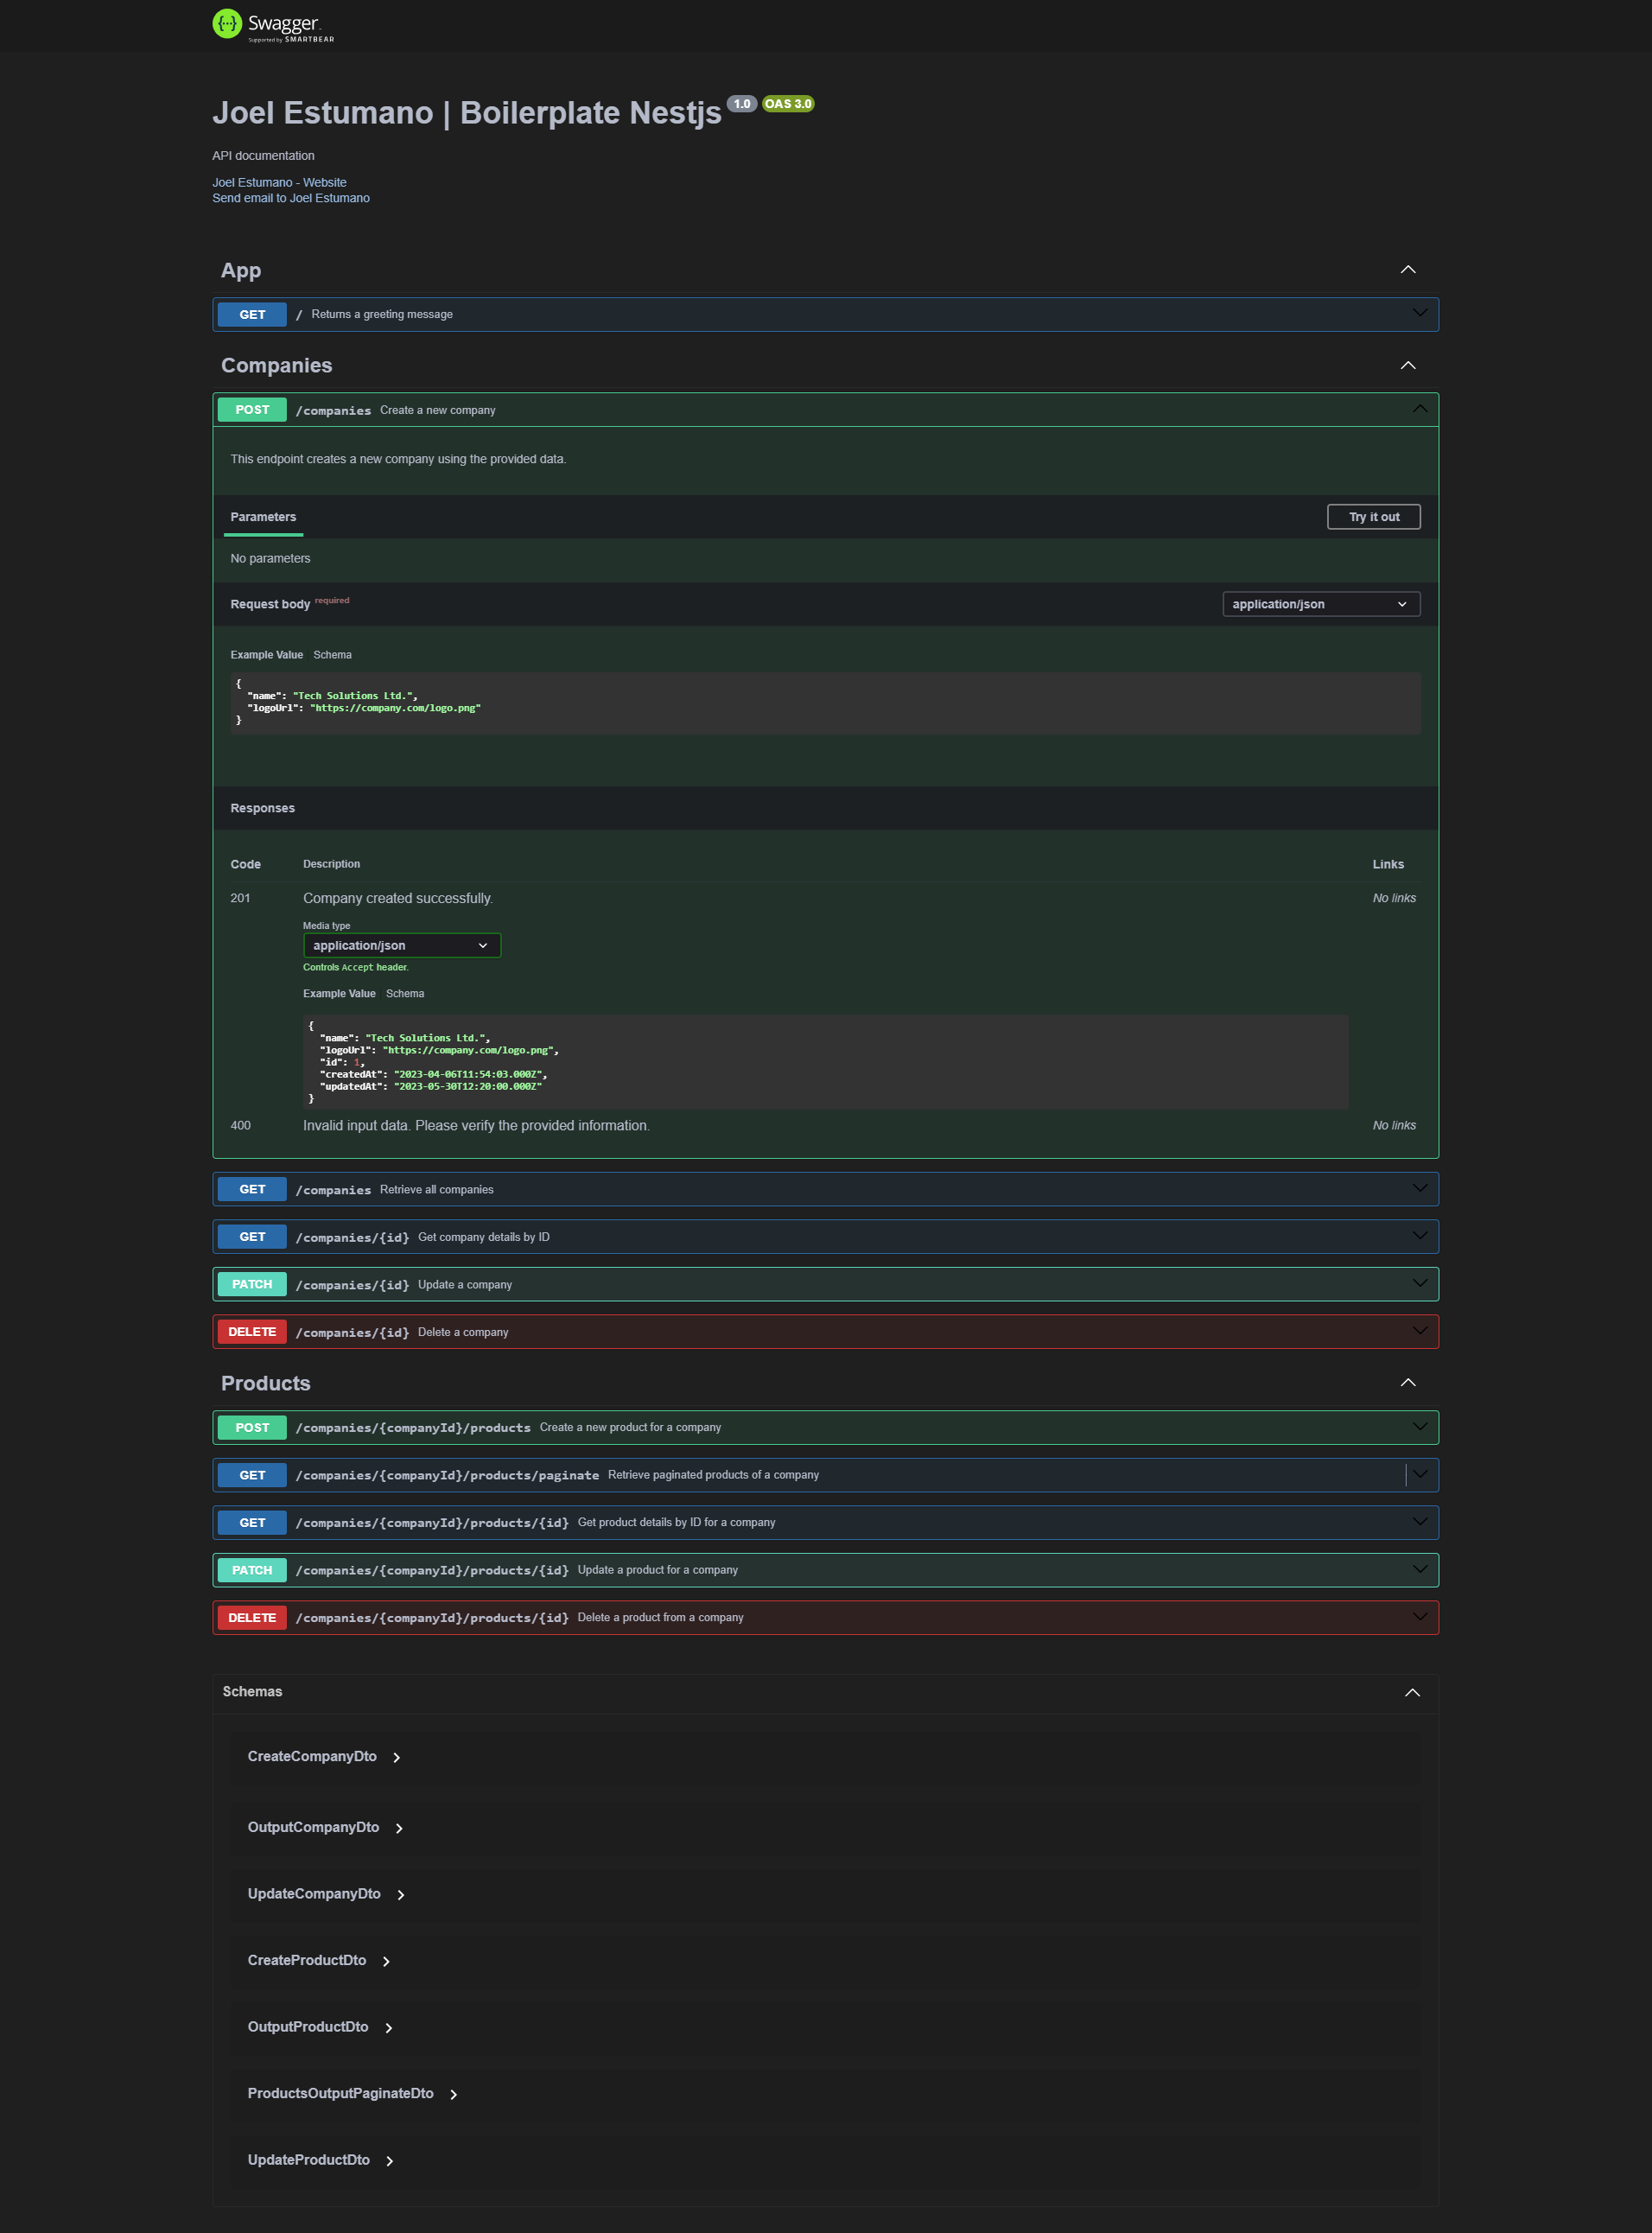 Swagger
Supported by SMARTBEAR
Joel Estumano | Boilerplate Nestjs 1.0 OAS 3.0
API documentation
Joel Estumano - Website
Send email to Joel Estumano
App
GET / Returns a greeting message
Companies
POST /companies Create a new company
This endpoint creates a new company using the provided data.
Parameters Try it out
No parameters
Request body required application/json
Example Value Schema
{
"name": "Tech Solutions Ltd.",
"logoUrl": "https://company.com/logo.png"
}
Responses
Code Description Links
201 Company created successfully. No links
Media type
application/json
Controls Accept header.
Example Value Schema
{
"name": "Tech Solutions Ltd.",
"logoUrl": "https://company.com/logo.png",
"id": 1,
"createdAt": "2023-04-06T11:54:03.000Z",
"updatedAt": "2023-05-30T12:20:00.000Z"
}
400 Invalid input data. Please verify the provided information. No links
GET /companies Retrieve all companies
GET /companies/{id} Get company details by ID
PATCH /companies/{id} Update a company
DELETE /companies/{id} Delete a company
Products
POST /companies/{companyId}/products Create a new product for a company
GET /companies/{companyId}/products/paginate Retrieve paginated products of a company
GET /companies/{companyId}/products/{id} Get product details by ID for a company
PATCH /companies/{companyId}/products/{id} Update a product for a company
DELETE /companies/{companyId}/products/{id} Delete a product from a company
Schemas
CreateCompanyDto
OutputCompanyDto
UpdateCompanyDto
CreateProductDto
OutputProductDto
ProductsOutputPaginateDto
UpdateProductDto